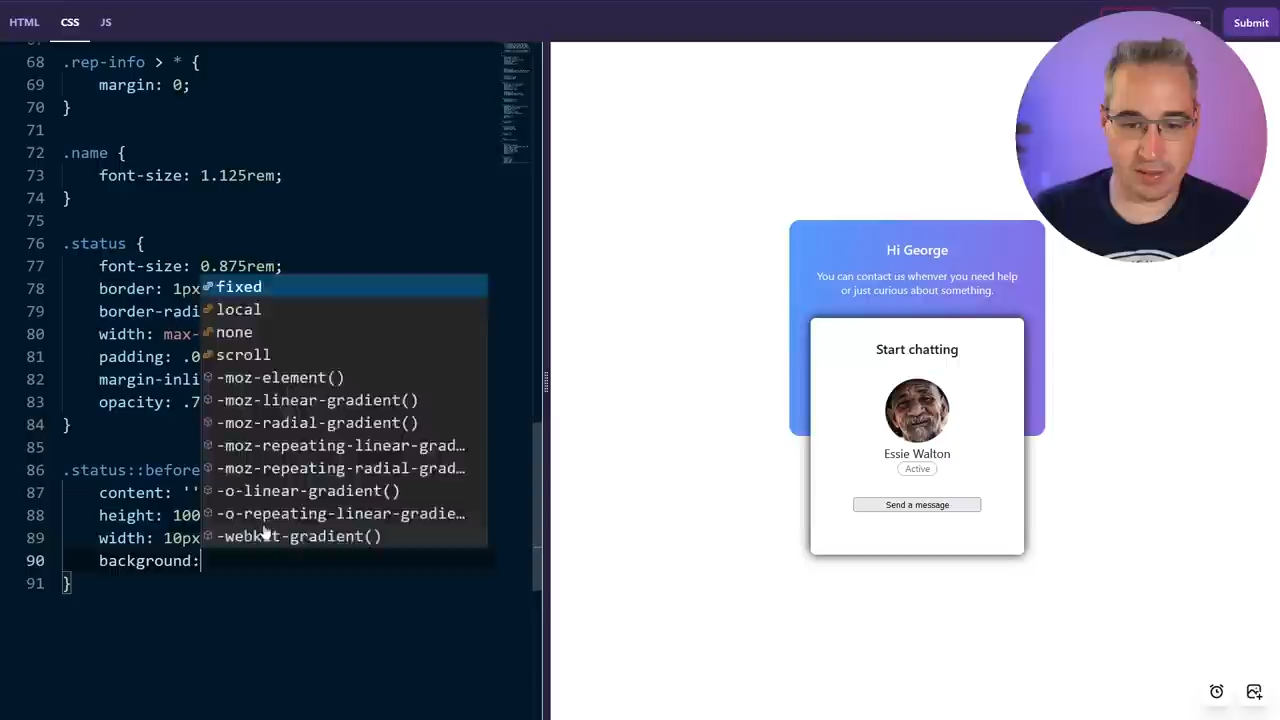 HTML
CSS
JS
Submit
68 .rep-info > * {
69 margin: 0;
70 }
71
72 .name {
73 font-size: 1.125rem;
74 }
75
76 .status {
77 font-size: 0.875rem;
78 border: 1px
79 border-radi
80 width: max-
81 padding: .0
82 margin-inli
83 opacity: .7
84 }
85
86 .status::before
87 content: ''
88 height: 100
89 width: 10px
90 background:
91 }
fixed
local
none
scroll
-moz-element()
-moz-linear-gradient()
-moz-radial-gradient()
-moz-repeating-linear-grad…
-moz-repeating-radial-grad…
-o-linear-gradient()
-o-repeating-linear-gradie…
-webkit-gradient()
Hi George
You can contact us whenver you need help
or just curious about something.
Start chatting
Essie Walton
Active
Send a message